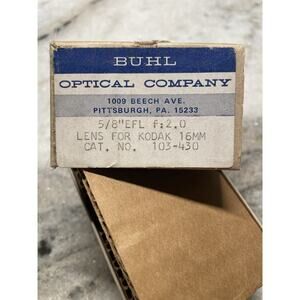 BUHL
OPTICAL COMPANY
1009 BEECH AVE.
PITTSBURGH, PA. 15233
5/8"EFL f:2.0
LENS FOR KODAK 16MM
CAT. NO. 103-430